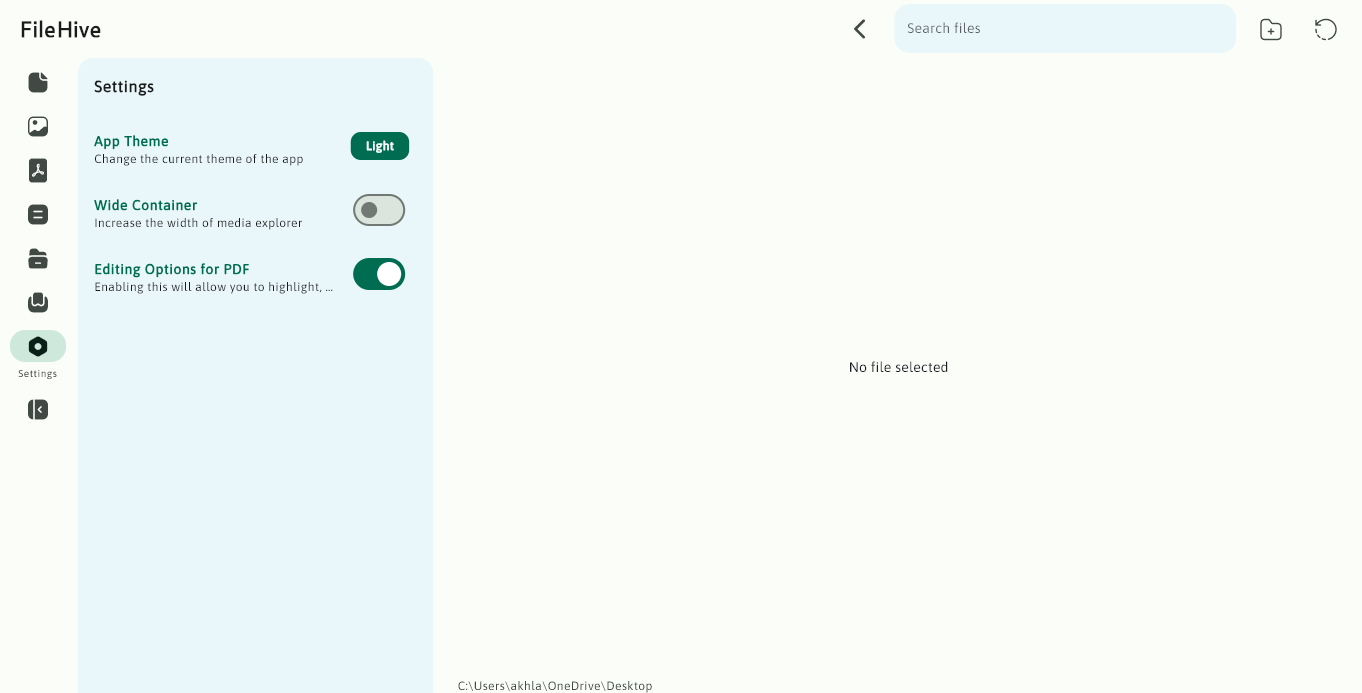 FileHive
Search files
Settings
App Theme
Change the current theme of the app
Light
Wide Container
Increase the width of media explorer
Editing Options for PDF
Enabling this will allow you to highlight, ...
Settings
No file selected
C:\Users\akhla\OneDrive\Desktop